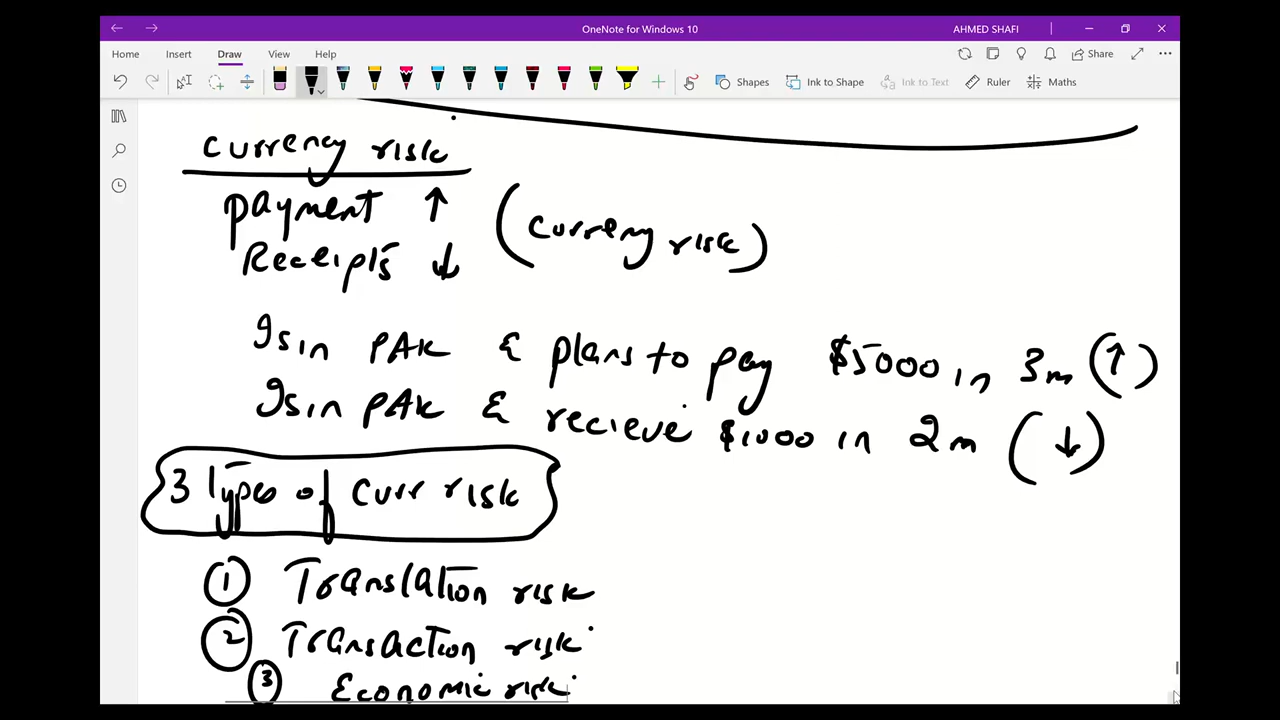 OneNote for Windows 10
AHMED SHAFI
Home Insert Draw View Help
Share
Shapes Ink to Shape Ink to Text Ruler Maths
Currency risk
Payment ↑
Receipts ↓
(Currency risk)
Is in PAK & plans to pay $5000 in 3m (↑)
Is in PAK & recieve $1000 in 2m (↓)
3 Types of Curr risk
1 Translation risk
2 Transaction risk
3 Economic risk